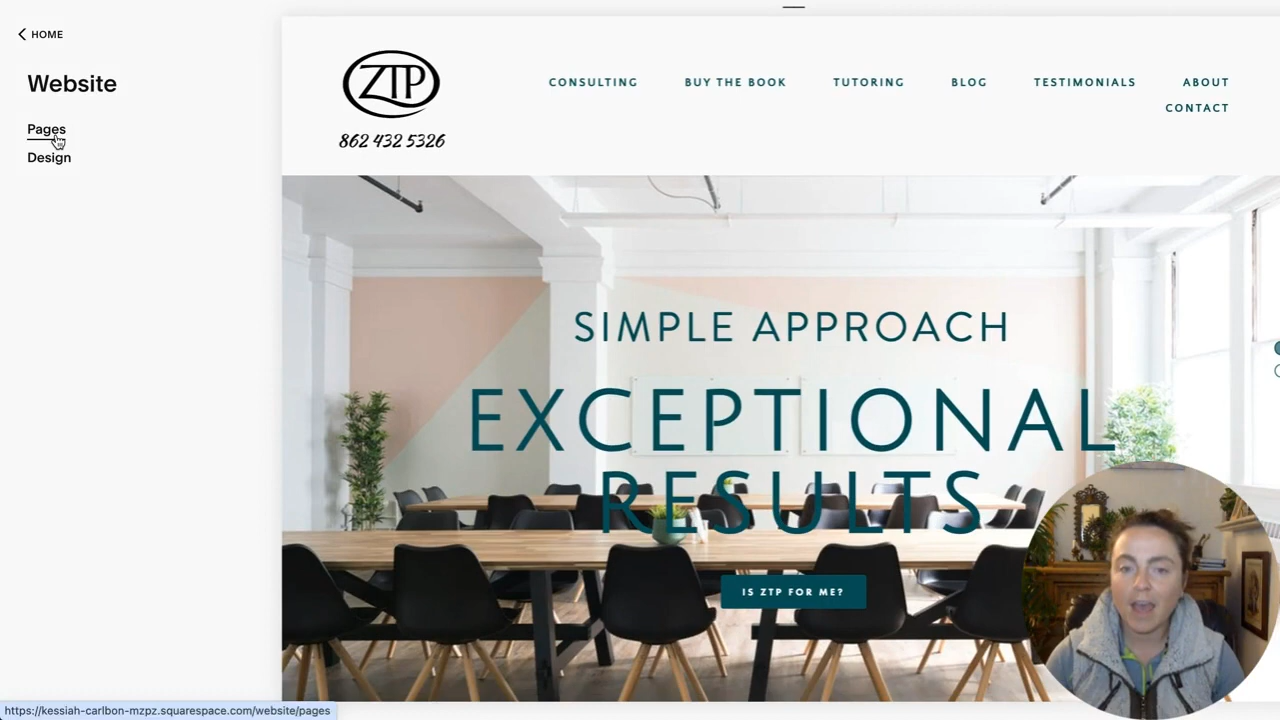 HOME
Website
Pages
Design
ZTP
862 432 5326
CONSULTING BUY THE BOOK TUTORING BLOG TESTIMONIALS ABOUT
CONTACT
SIMPLE APPROACH
EXCEPTIONAL
RESULTS
IS ZTP FOR ME?
https://kessiah-carlbon-mzpz.squarespace.com/website/pages